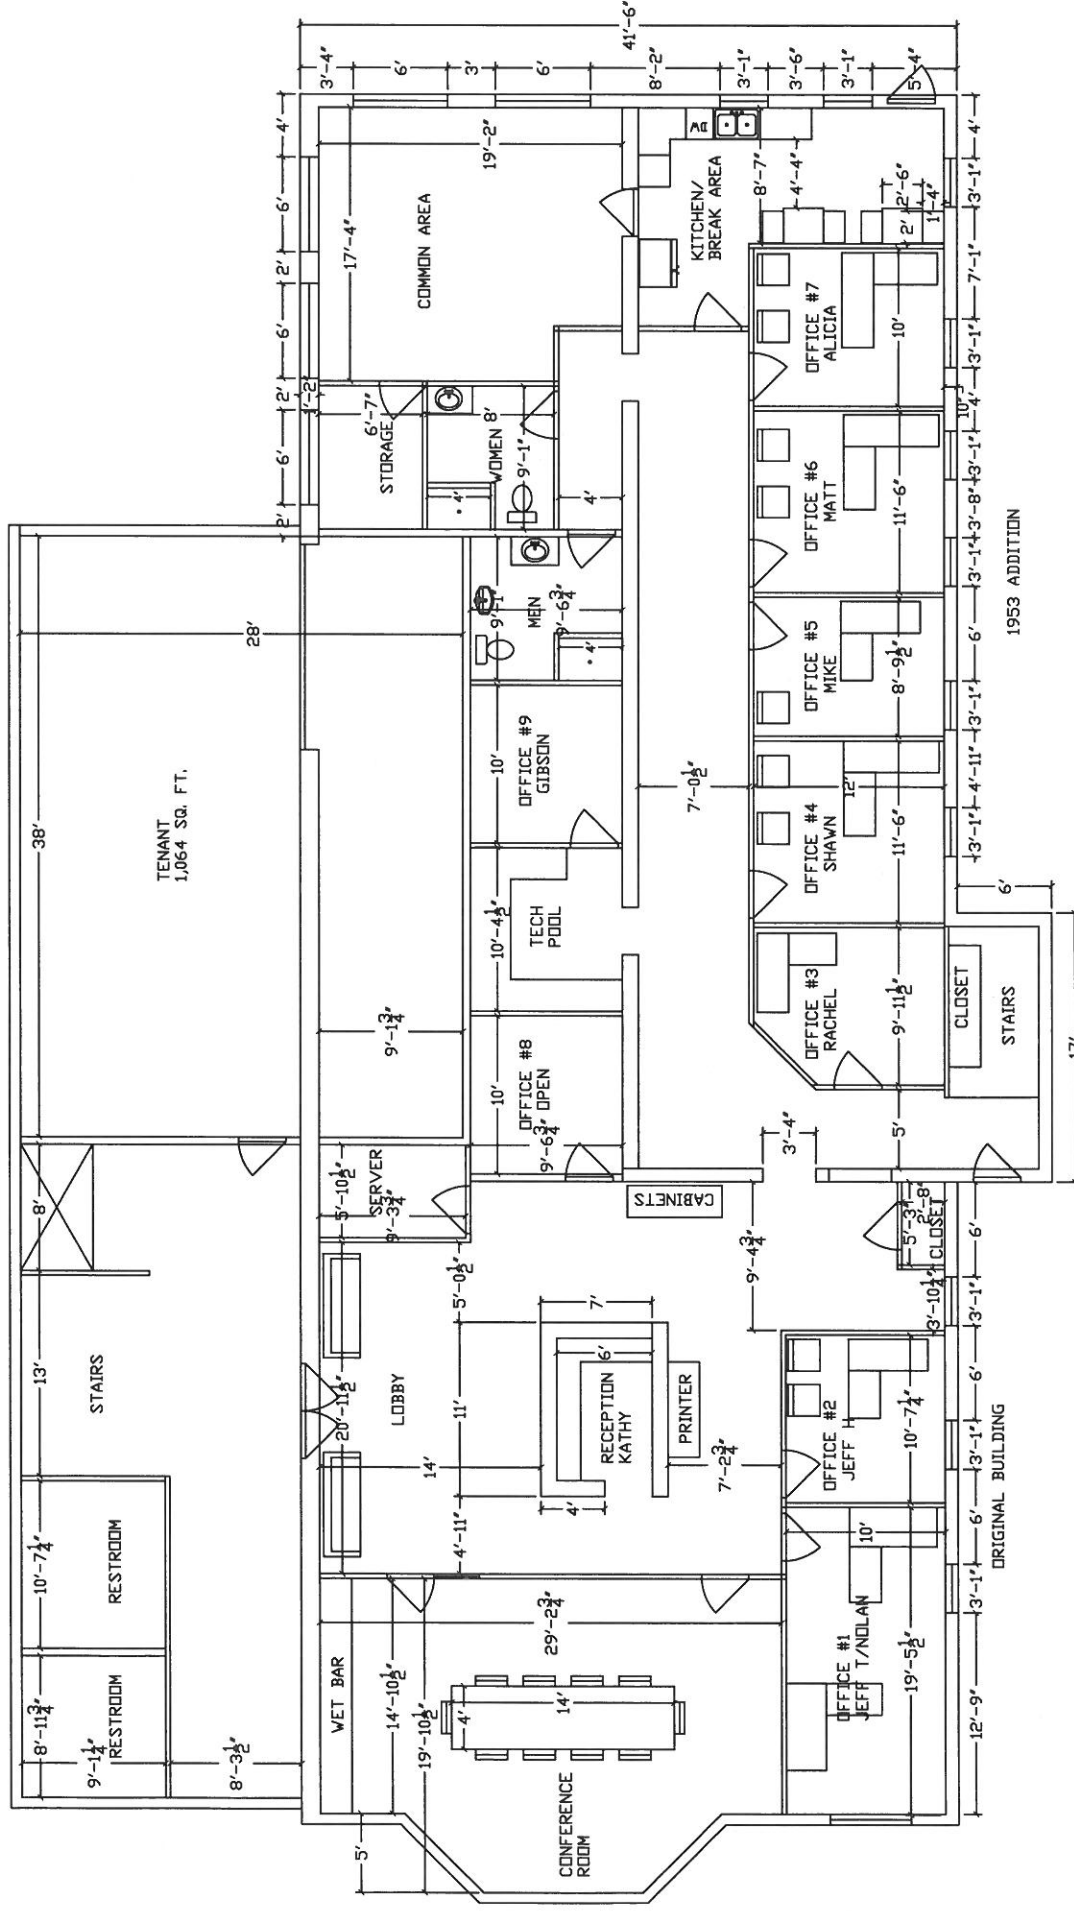 8'-11 3/4"
10'-7 1/4"
13'
8'
38'
9'-1 1/4"
RESTROOM
RESTROOM
STAIRS
TENANT
1,064 SQ. FT.
8'-3 1/2"
28'
2'
6'
2'
6'
2'
6'
4'
1'-2"
5'
WET BAR
14'-10 1/2"
19'-10 1/2"
20'-11 1/2"
5'-10 1/2"
SERVER
9'-3 3/4"
9'-1 3/4"
LOBBY
14'
4'-11"
11'
5'-0 1/2"
6'-7"
STORAGE
17'-4"
COMMON AREA
19'-2"
3'-4"
6'
3'
6'
8'-2"
3'-1"
3'-6"
3'-1"
5'-4"
41'-6"
4'
14'
29'-2 3/4"
CONFERENCE
ROOM
4'
7'
6'
RECEPTION
KATHY
PRINTER
7'-2 3/4"
CABINETS
9'-4 3/4"
10'
10'-4 1/2"
10'
9'-1"
OFFICE #8
OPEN
9'-6 3/4"
TECH
POOL
OFFICE #9
GIBSON
MEN
9'-6 3/4"
4'
WOMEN
8'
9'-1"
4'
4'
7'-0 1/2"
KITCHEN/
BREAK AREA
DW
8'-7"
4'-4"
2'-6"
2'
1'-4"
OFFICE #1
JEFF T/NOLAN
10'
19'-5 1/2"
OFFICE #2
JEFF H
10'-7 1/4"
3'-10 1/2"
CLOSET
5'-3"
2'-8"
3'-4"
5'
OFFICE #3
RACHEL
9'-11 1/2"
OFFICE #4
SHAWN
12'
11'-6"
OFFICE #5
MIKE
8'-9 1/2"
OFFICE #6
MATT
11'-6"
OFFICE #7
ALICIA
10'
CLOSET
STAIRS
6'
12'-9"
3'-1"
6'
3'-1"
6'
3'-1"
6'
3'-1"
4'-11"
3'-1"
6'
3'-1"
3'-8"
3'-1"
4'
10"
3'-1"
7'-1"
3'-1"
4'
ORIGINAL BUILDING
1953 ADDITION